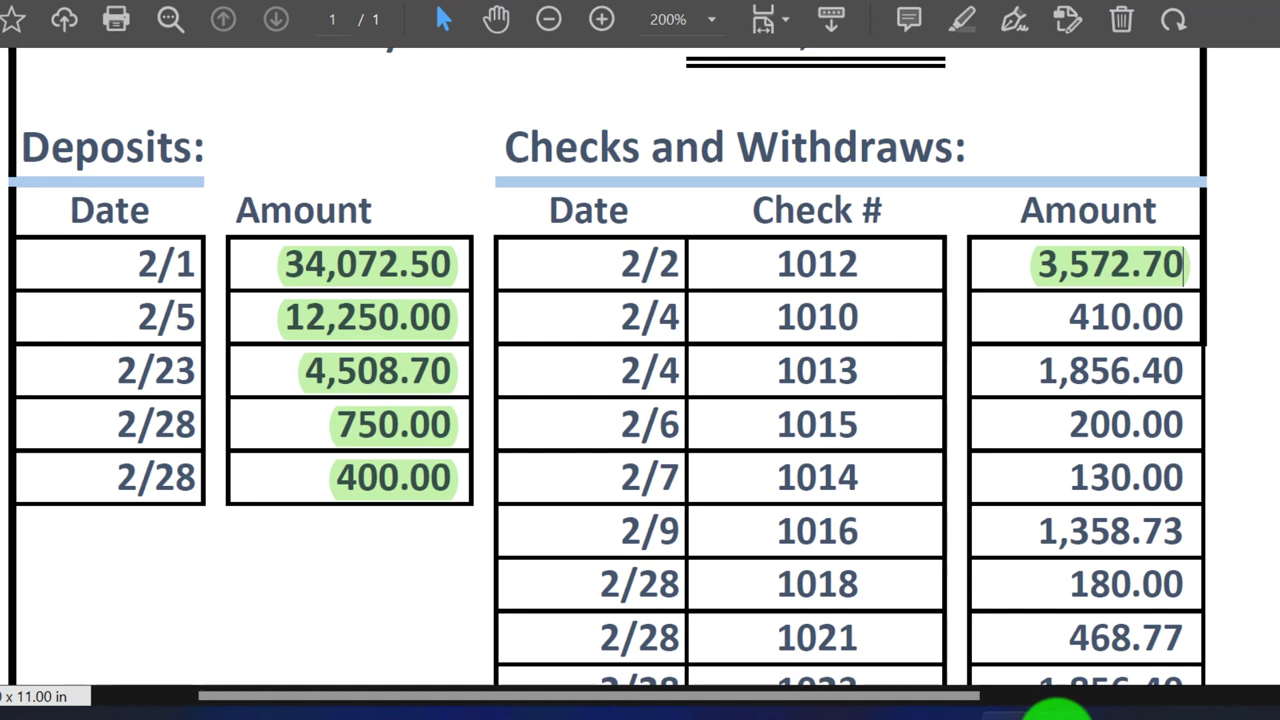 1 / 1 200%
Deposits: Checks and Withdraws:
Date Amount Date Check # Amount
2/1 34,072.50 2/2 1012 3,572.70
2/5 12,250.00 2/4 1010 410.00
2/23 4,508.70 2/4 1013 1,856.40
2/28 750.00 2/6 1015 200.00
2/28 400.00 2/7 1014 130.00
2/9 1016 1,358.73
2/28 1018 180.00
2/28 1021 468.77
x 11.00 in